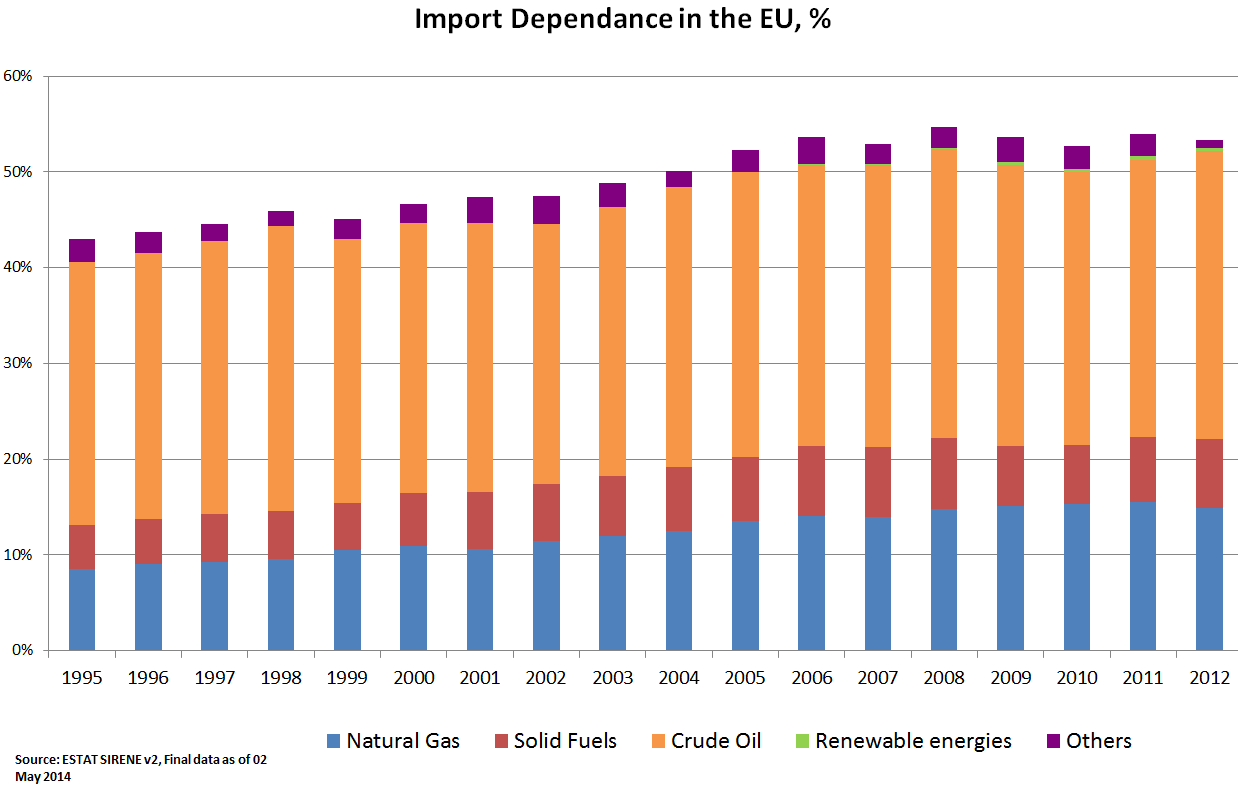 Import Dependance in the EU, %
60%
50%
40%
30%
20%
10%
0%
1995 1996 1997 1998 1999 2000 2001 2002 2003 2004 2005 2006 2007 2008 2009 2010 2011 2012
Natural Gas Solid Fuels Crude Oil Renewable energies Others
Source: ESTAT SIRENE v2, Final data as of 02
May 2014